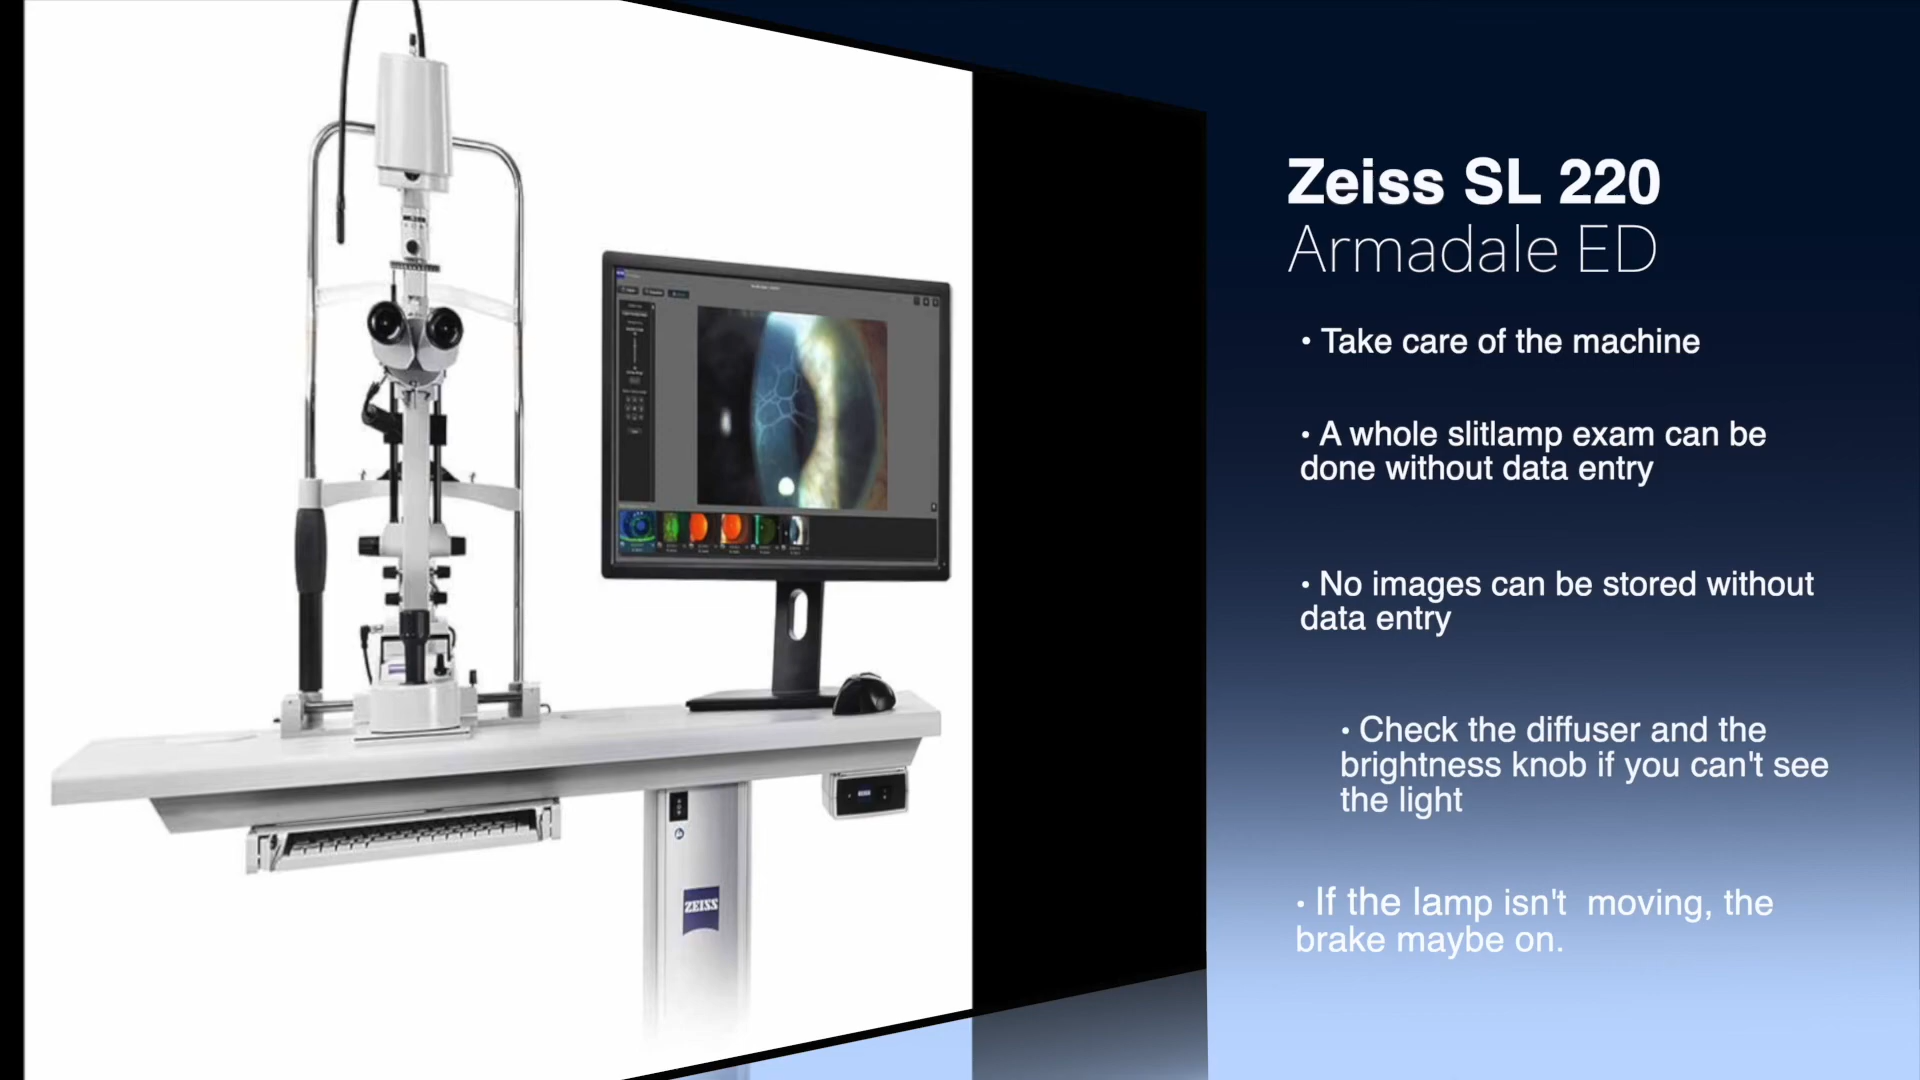 Zeiss SL 220
Armadale ED
• Take care of the machine
• A whole slitlamp exam can be
done without data entry
• No images can be stored without
data entry
• Check the diffuser and the
brightness knob if you can't see
the light
• If the lamp isn't  moving, the
brake maybe on.
ZEISS